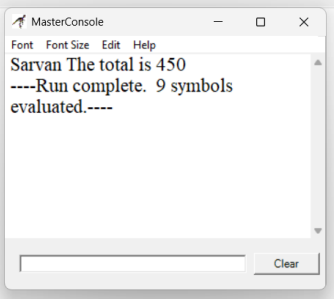 MasterConsole
Font Font Size Edit Help
Sarvan The total is 450
----Run complete.  9 symbols
evaluated.----
Clear